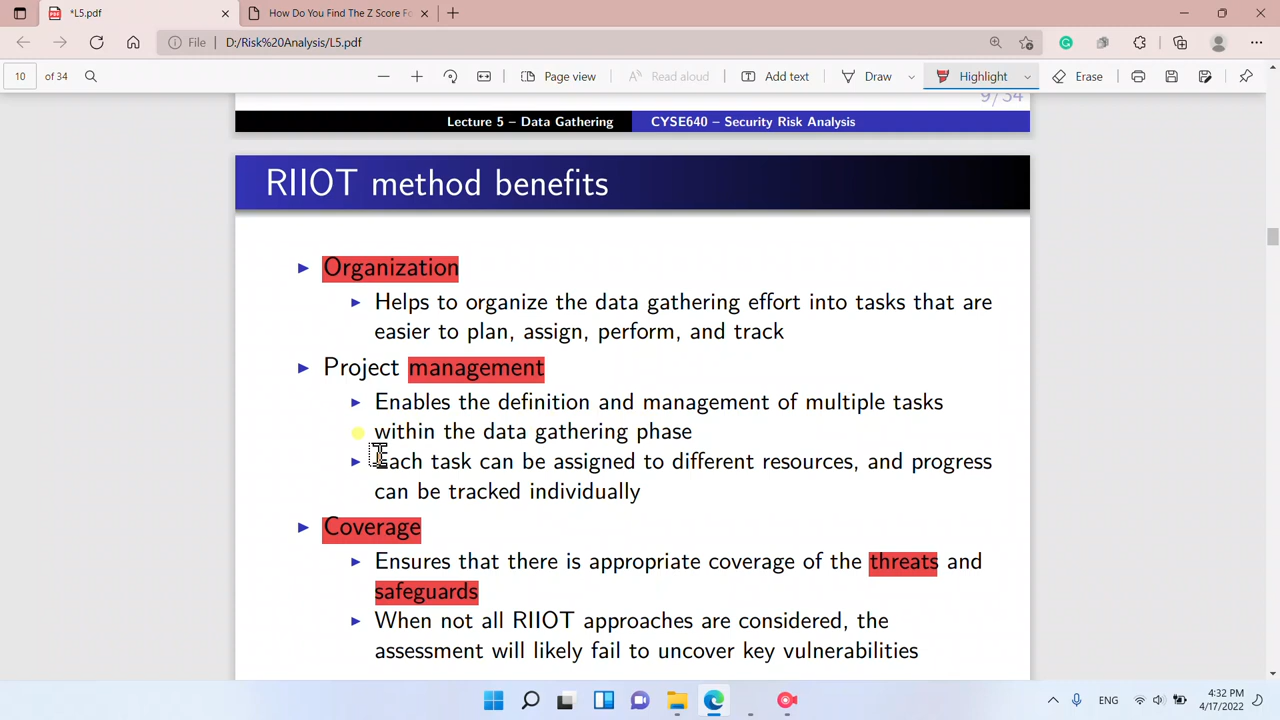 *L5.pdf
How Do You Find The Z Score Fo
File
D:/Risk%20Analysis/L5.pdf
10
of 34
Page view
Read aloud
Add text
Draw
Highlight
Erase
9/34
Lecture 5 – Data Gathering
CYSE640 – Security Risk Analysis
RIIOT method benefits
Organization
Helps to organize the data gathering effort into tasks that are
easier to plan, assign, perform, and track
Project management
Enables the definition and management of multiple tasks
within the data gathering phase
Each task can be assigned to different resources, and progress
can be tracked individually
Coverage
Ensures that there is appropriate coverage of the threats and
safeguards
When not all RIIOT approaches are considered, the
assessment will likely fail to uncover key vulnerabilities
ENG
4:32 PM
4/17/2022